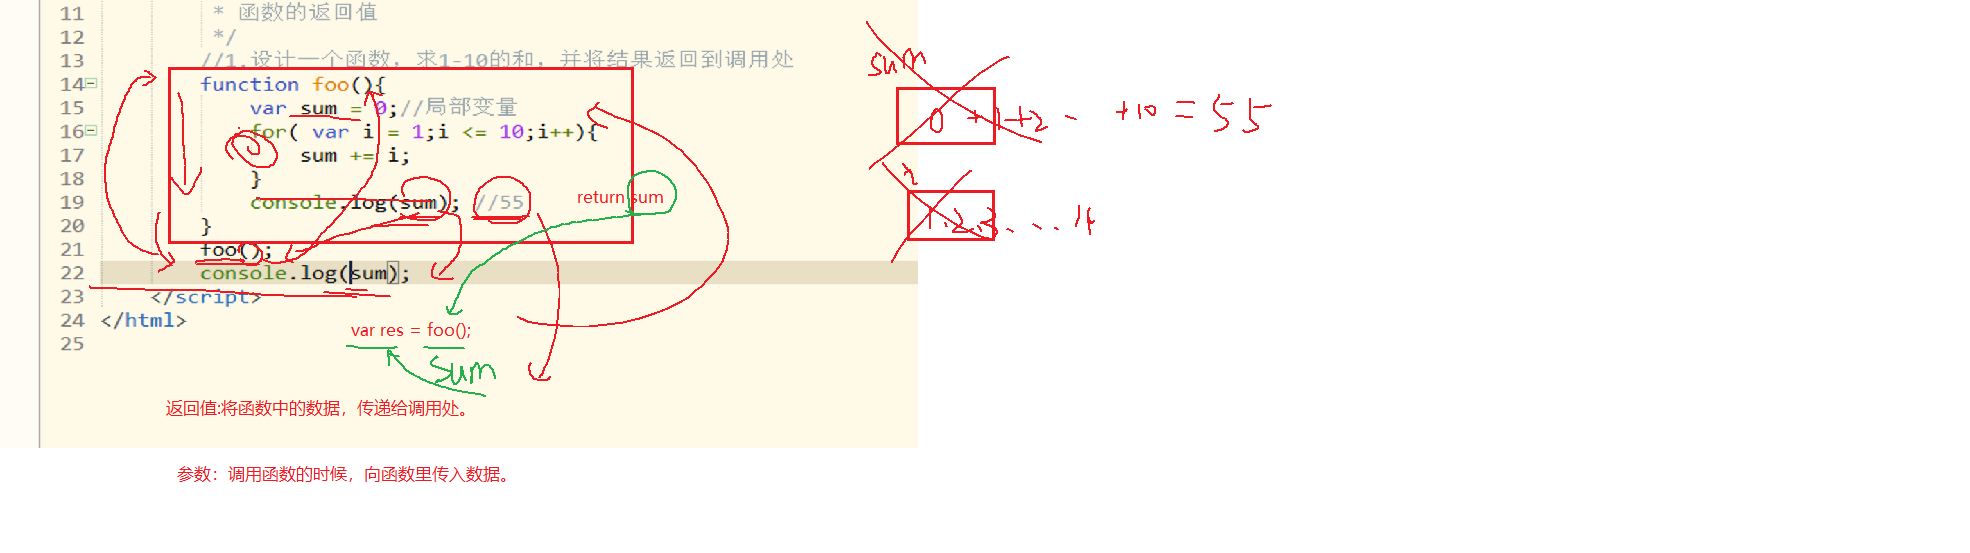 11 * 函数的返回值
12 */
13 //1.设计一个函数，求1-10的和，并将结果返回到调用处
14 function foo(){
15 var sum = 0;//局部变量
16 for( var i = 1;i <= 10;i++){
17 sum += i;
18 }
19 console.log(sum); //55
return sum
20 }
21 foo();
22 console.log(sum);
23 </script>
24 </html>
25
var res = foo();
sum
返回值:将函数中的数据，传递给调用处。
参数：调用函数的时候，向函数里传入数据。
sum
0 +1+2 +10 = 55
1.2.3